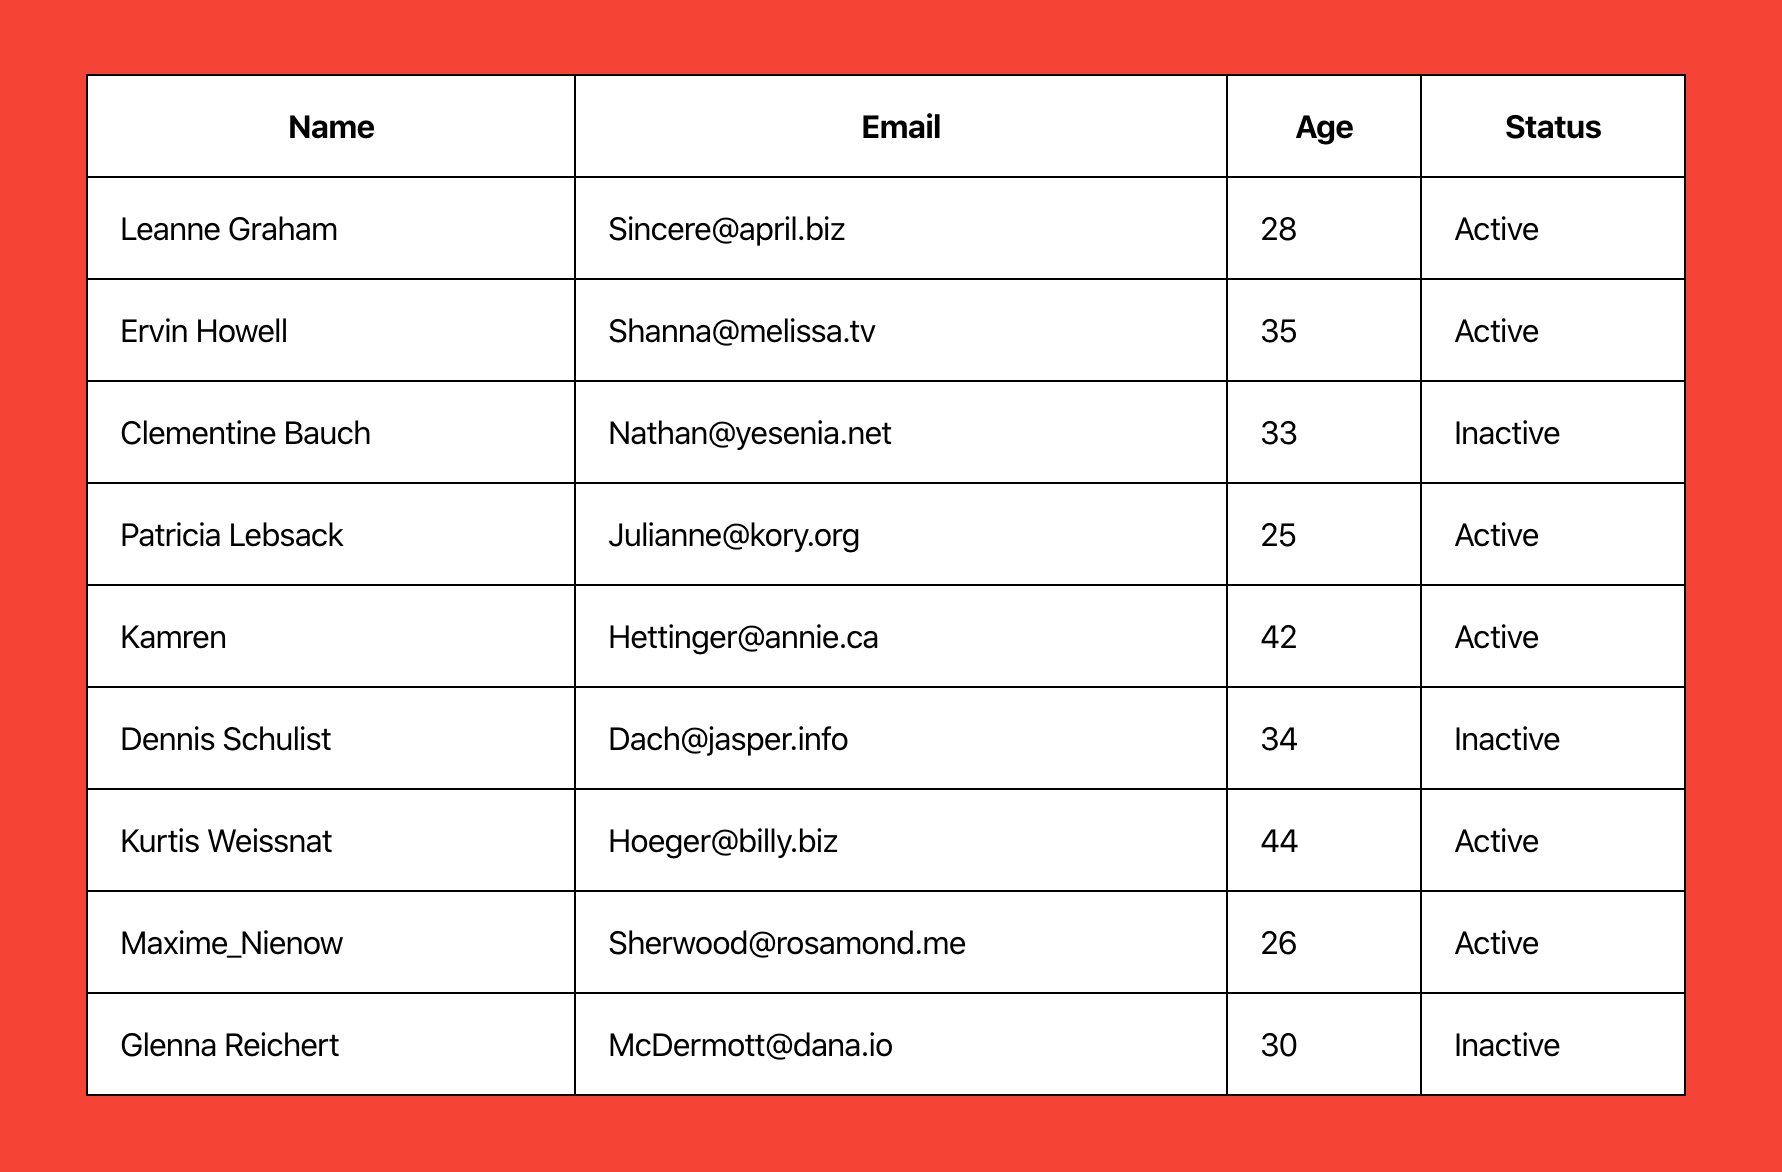 Name Email Age Status
Leanne Graham Sincere@april.biz 28 Active
Ervin Howell Shanna@melissa.tv 35 Active
Clementine Bauch Nathan@yesenia.net 33 Inactive
Patricia Lebsack Julianne@kory.org 25 Active
Kamren Hettinger@annie.ca 42 Active
Dennis Schulist Dach@jasper.info 34 Inactive
Kurtis Weissnat Hoeger@billy.biz 44 Active
Maxime_Nienow Sherwood@rosamond.me 26 Active
Glenna Reichert McDermott@dana.io 30 Inactive